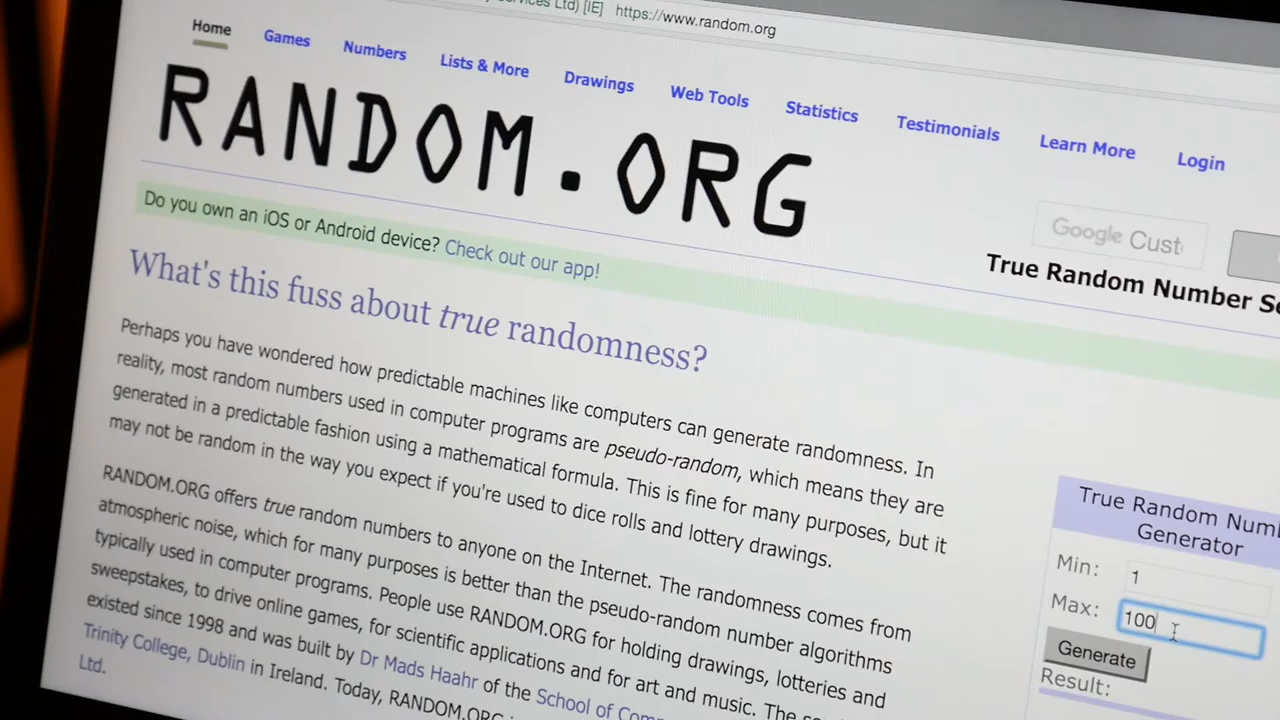 Services Ltd) [IE] https://www.random.org
Home Games Numbers Lists & More Drawings Web Tools Statistics Testimonials Learn More Login
RANDOM.ORG
Google Cust
True Random Number Se
Do you own an iOS or Android device? Check out our app!
What's this fuss about true randomness?
Perhaps you have wondered how predictable machines like computers can generate randomness. In
reality, most random numbers used in computer programs are pseudo-random, which means they are
generated in a predictable fashion using a mathematical formula. This is fine for many purposes, but it
may not be random in the way you expect if you're used to dice rolls and lottery drawings.
RANDOM.ORG offers true random numbers to anyone on the Internet. The randomness comes from
atmospheric noise, which for many purposes is better than the pseudo-random number algorithms
typically used in computer programs. People use RANDOM.ORG for holding drawings, lotteries and
sweepstakes, to drive online games, for scientific applications and for art and music. The
existed since 1998 and was built by Dr Mads Haahr of the School of Com
Trinity College, Dublin in Ireland. Today, RANDOM.ORG
Ltd.
True Random Num
Generator
Min: 1
Max: 100
Generate
Result: